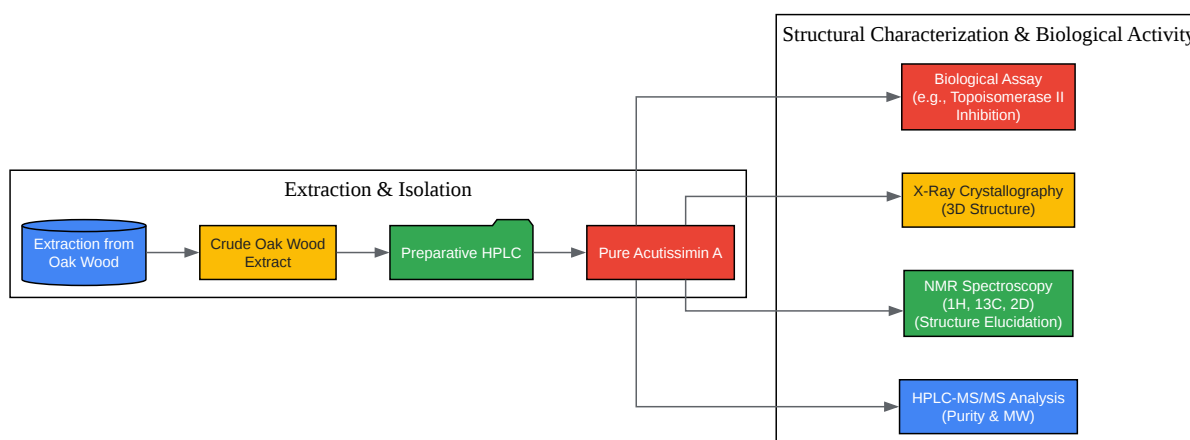 Structural Characterization & Biological Activity
Biological Assay
(e.g., Topoisomerase II
Inhibition)
Extraction & Isolation
X-Ray Crystallography
(3D Structure)
Extraction from
Oak Wood
Crude Oak Wood
Extract
Preparative HPLC
Pure Acutissimin A
NMR Spectroscopy
(1H, 13C, 2D)
(Structure Elucidation)
HPLC-MS/MS Analysis
(Purity & MW)